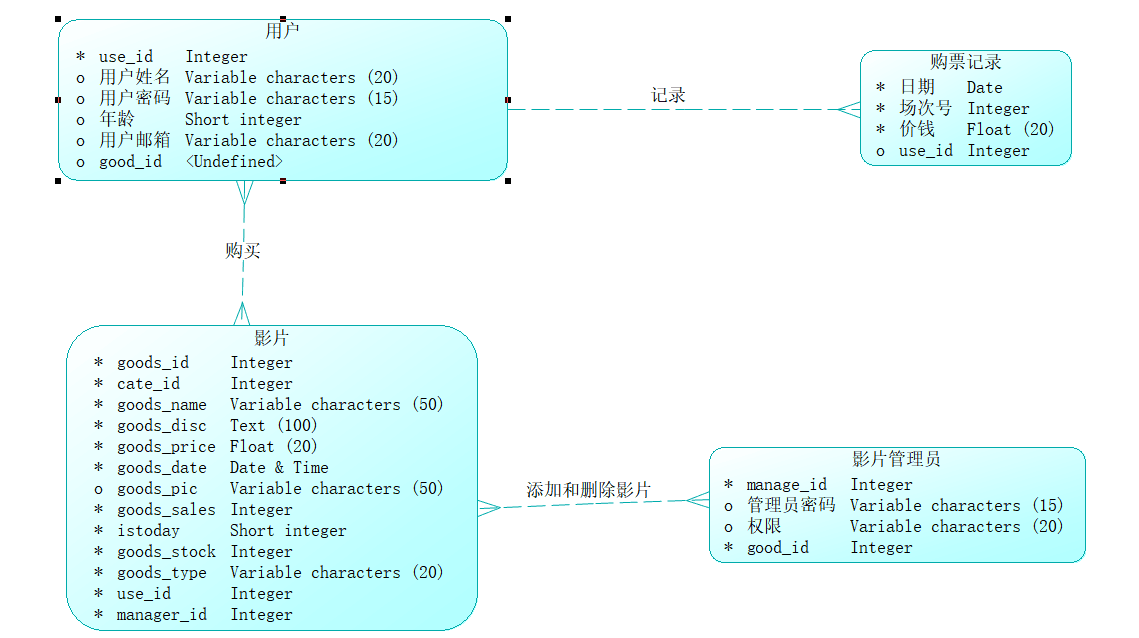 用户
* use_id Integer
o 用户姓名 Variable characters (20)
o 用户密码 Variable characters (15)
o 年龄 Short integer
o 用户邮箱 Variable characters (20)
o good_id <Undefined>
记录
购票记录
* 日期 Date
* 场次号 Integer
* 价钱 Float (20)
o use_id Integer
购买
影片
* goods_id Integer
* cate_id Integer
* goods_name Variable characters (50)
* goods_disc Text (100)
* goods_price Float (20)
* goods_date Date & Time
o goods_pic Variable characters (50)
* goods_sales Integer
* istoday Short integer
* goods_stock Integer
* goods_type Variable characters (20)
* use_id Integer
* manager_id Integer
添加和删除影片
影片管理员
* manage_id Integer
o 管理员密码 Variable characters (15)
o 权限 Variable characters (20)
* good_id Integer